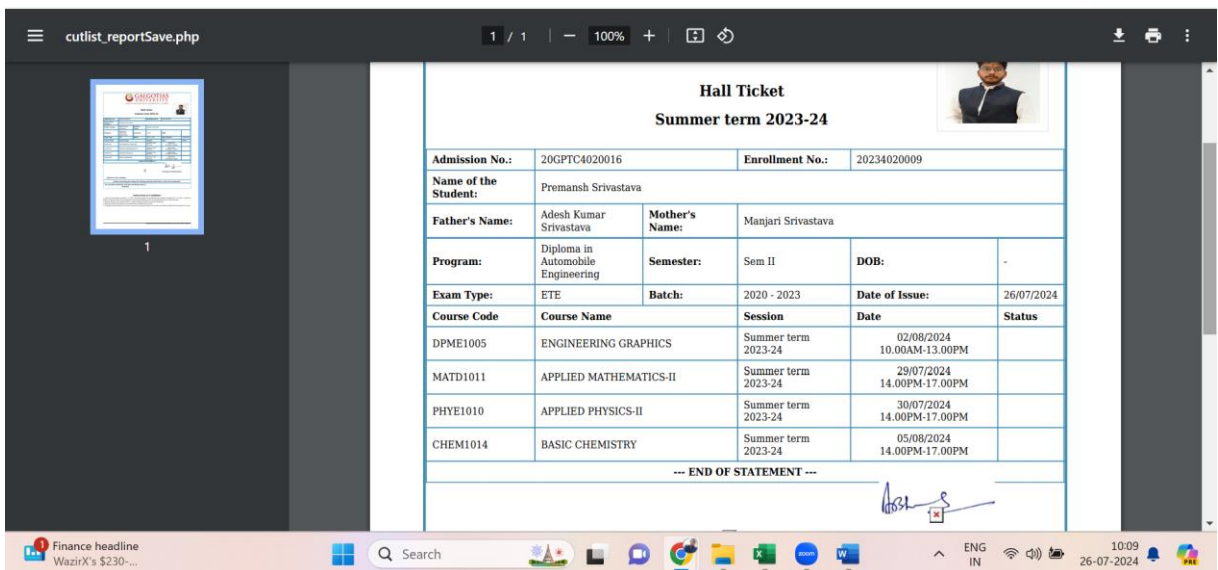 cutlist_reportSave.php
1 / 1
100%
1
Hall Ticket
Summer term 2023-24
Admission No.: 20GPTC4020016 Enrollment No.: 20234020009
Name of the
Student: Premansh Srivastava
Father's Name: Adesh Kumar
Srivastava Mother's
Name: Manjari Srivastava
Program: Diploma in
Automobile
Engineering Semester: Sem II DOB: -
Exam Type: ETE Batch: 2020 - 2023 Date of Issue: 26/07/2024
Course Code Course Name Session Date Status
DPME1005 ENGINEERING GRAPHICS Summer term
2023-24 02/08/2024
10.00AM-13.00PM
MATD1011 APPLIED MATHEMATICS-II Summer term
2023-24 29/07/2024
14.00PM-17.00PM
PHYE1010 APPLIED PHYSICS-II Summer term
2023-24 30/07/2024
14.00PM-17.00PM
CHEM1014 BASIC CHEMISTRY Summer term
2023-24 05/08/2024
14.00PM-17.00PM
--- END OF STATEMENT ---
Finance headline
WazirX's $230-...
Search
zoom
ENG
IN
10:09
26-07-2024
PRE